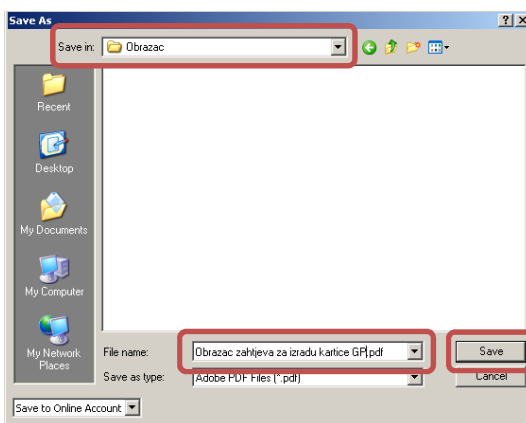 Save As
Save in: Obrazac
Recent
Desktop
My Documents
My Computer
My Network
Places
File name: Obrazac zahtjeva za izradu kartice GP.pdf Save
Save as type: Adobe PDF Files (*.pdf) Cancel
Save to Online Account